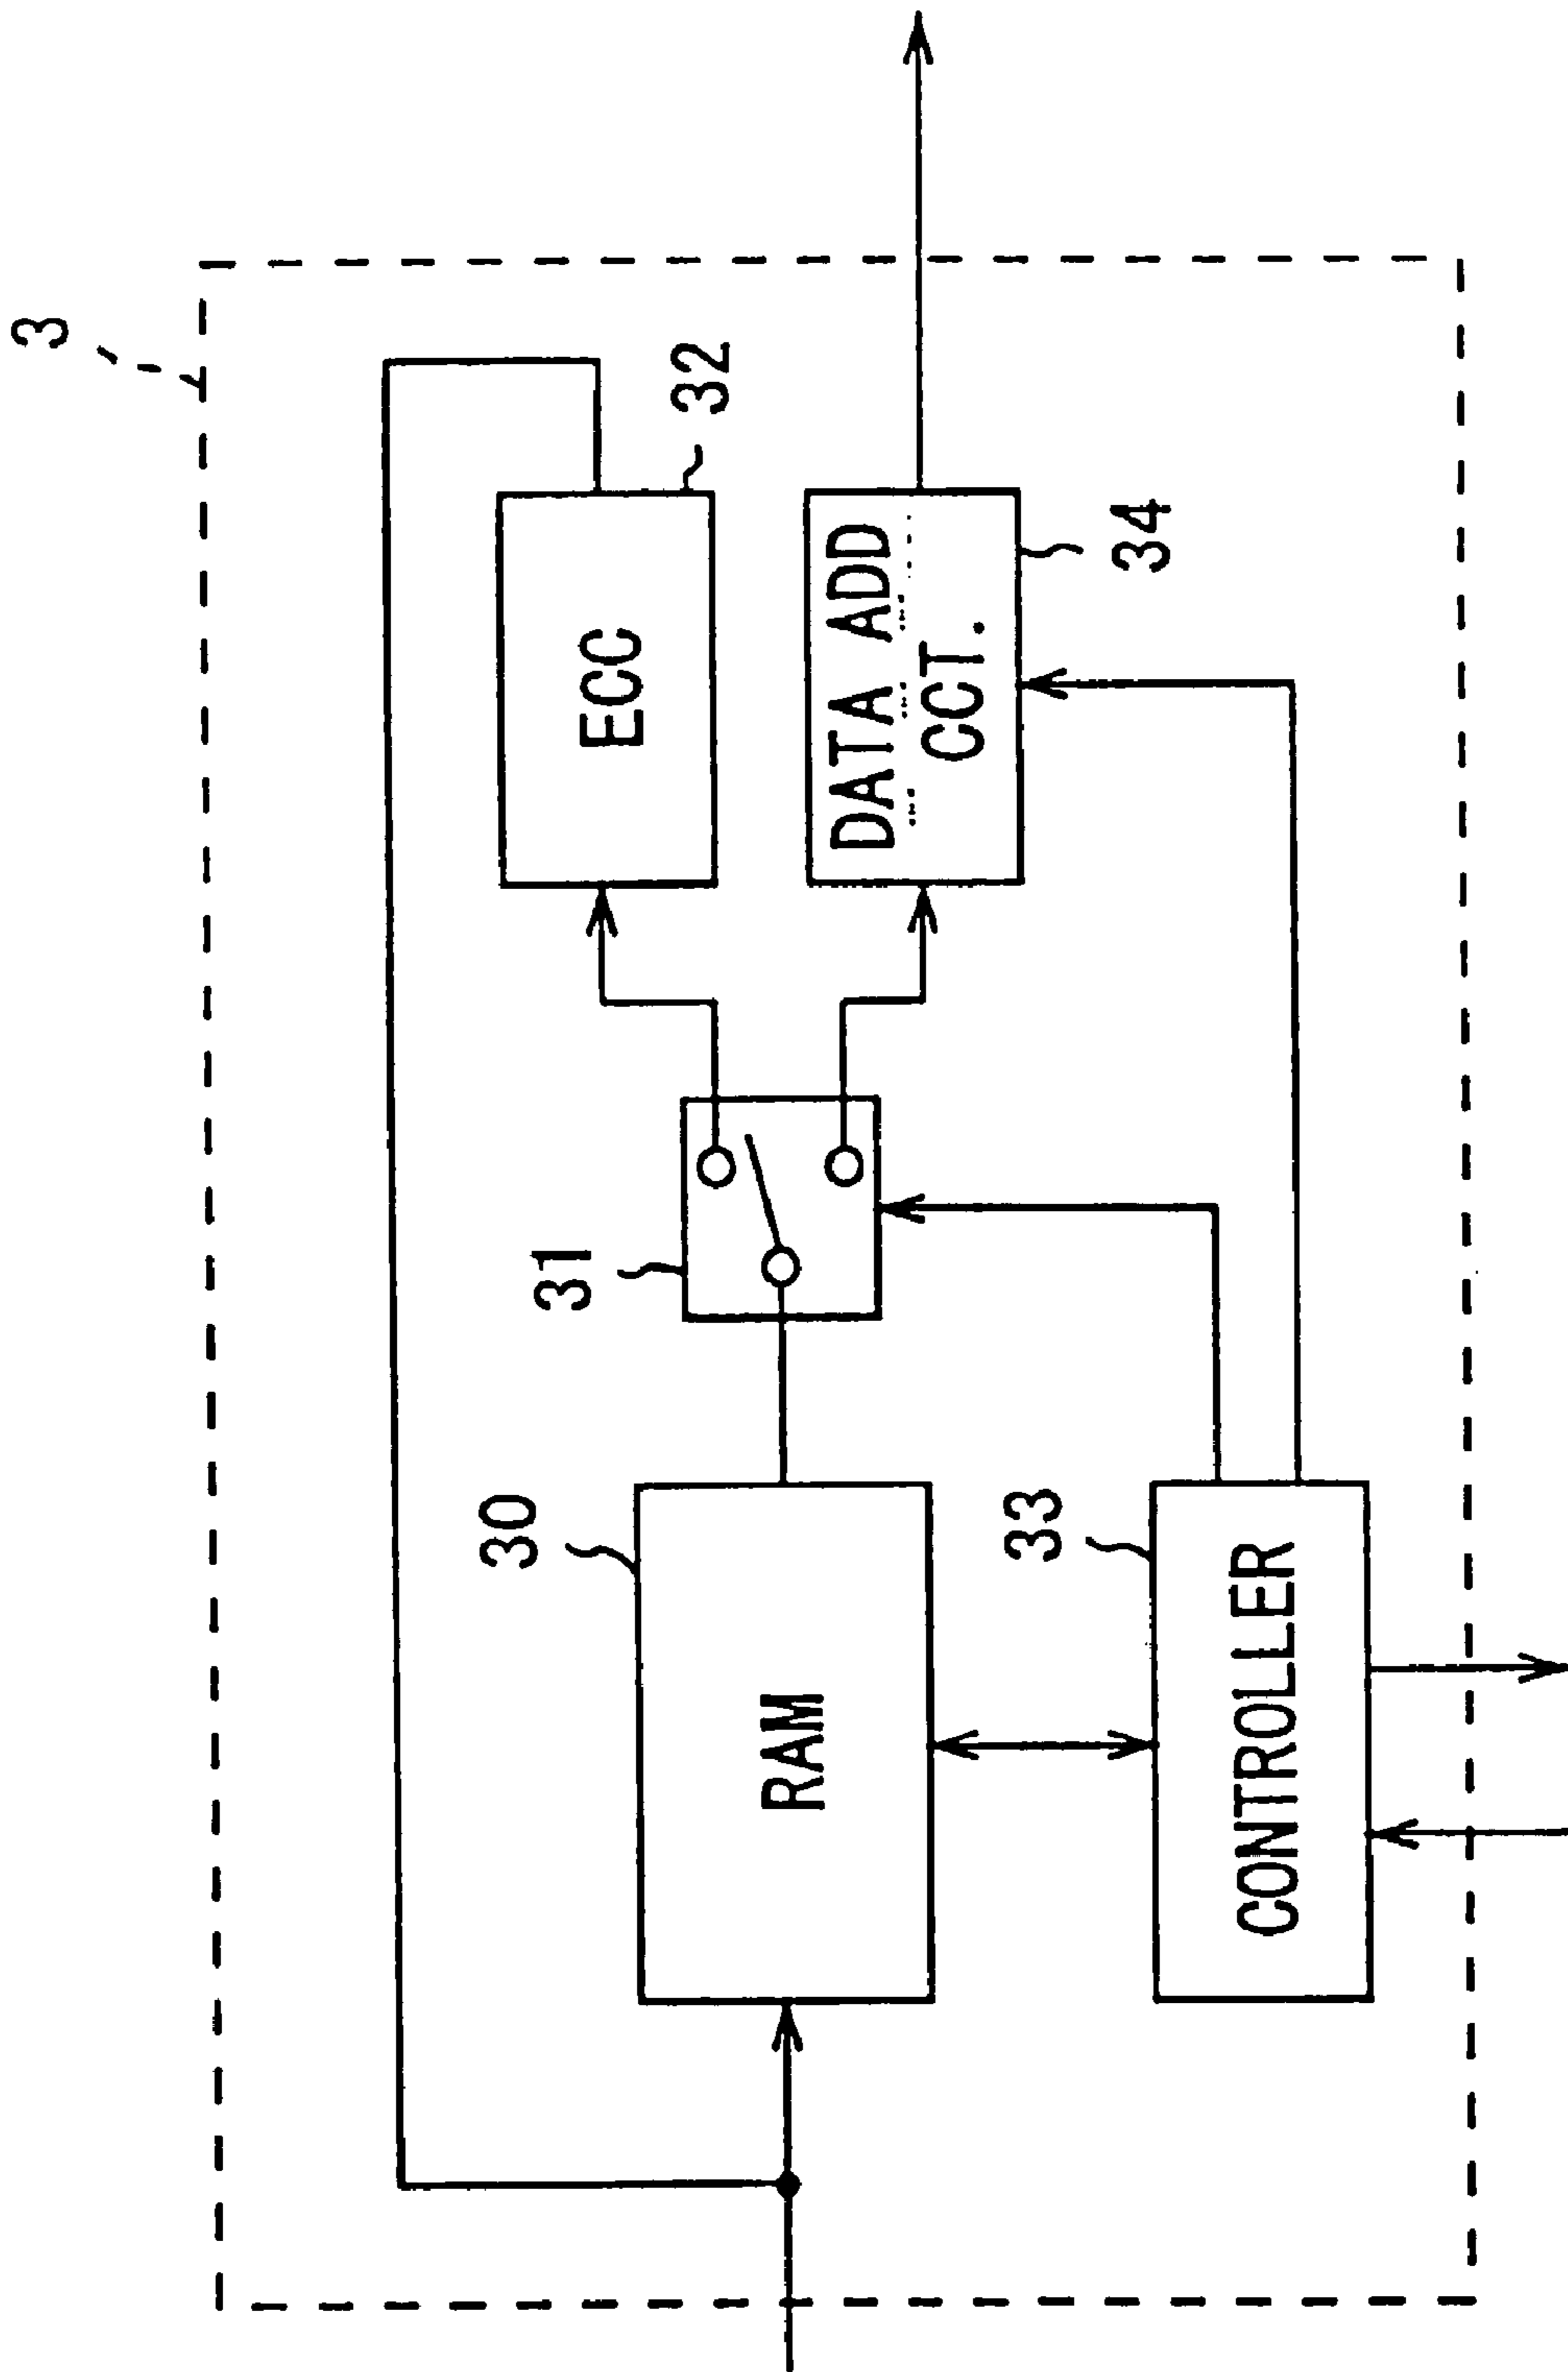 3
32
ECC
DATA ADD
CCT.
34
31
30
RAM
33
CONTROLLER